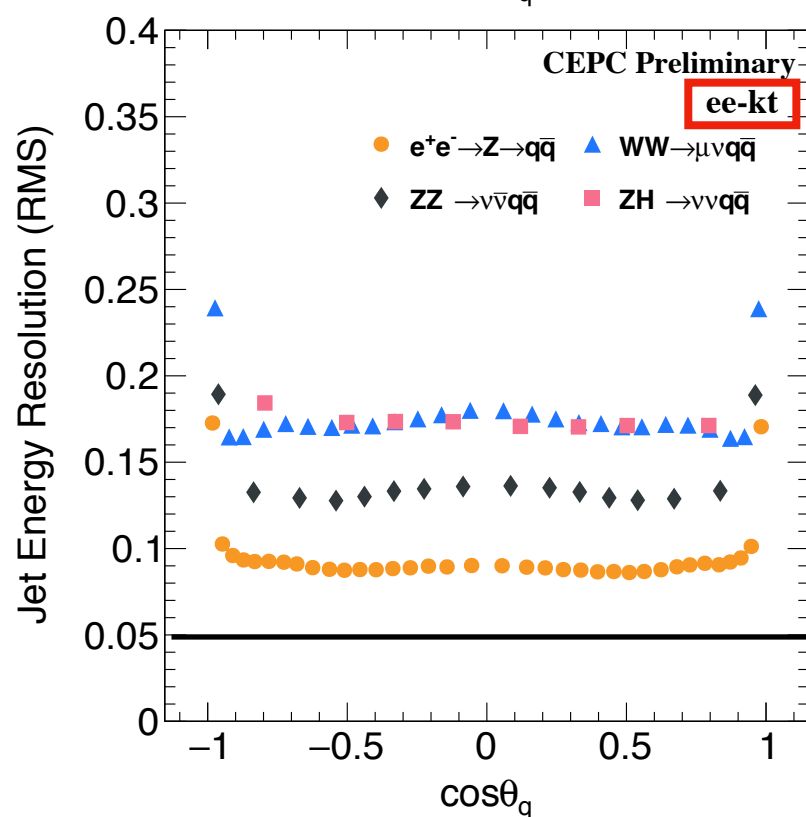 q
CEPC Preliminary
ee-kt
e⁺e⁻→Z→qq̅
WW→μνqq̅
ZZ →νν̅qq̅
ZH →ννqq̅
Jet Energy Resolution (RMS)
0.4
0.35
0.3
0.25
0.2
0.15
0.1
0.05
0
−1
−0.5
0
0.5
1
cosθq